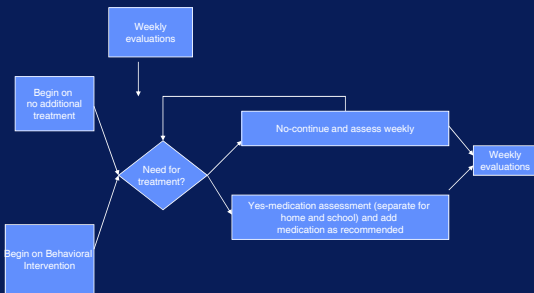 Weekly
evaluations
Begin on
no additional
treatment
Need for
treatment?
No-continue and assess weekly
Yes-medication assessment (separate for
home and school) and add
medication as recommended
Weekly
evaluations
Begin on Behavioral
Intervention